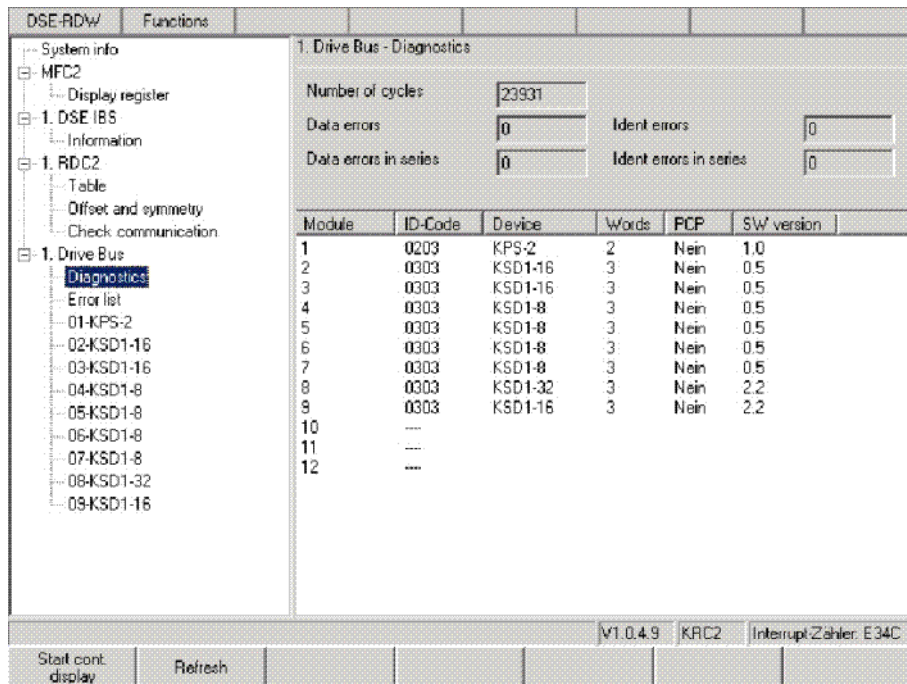 DSE-RDW Functions
System info
MFC2
Display register
1. DSE IBS
Information
1. RDC2
Table
Offset and symmetry
Check communication
1. Drive Bus
Diagnostics
Error list
01-KPS-2
02-KSD1-16
03-KSD1-16
04-KSD1-8
05-KSD1-8
06-KSD1-8
07-KSD1-8
08-KSD1-32
09-KSD1-16
1. Drive Bus - Diagnostics
Number of cycles 23931
Data errors 0 Ident errors 0
Data errors in series 0 Ident errors in series 0
Module ID-Code Device Words PCP SW version
1 0203 KPS-2 2 Nein 1.0
2 0303 KSD1-16 3 Nein 0.5
3 0303 KSD1-16 3 Nein 0.5
4 0303 KSD1-8 3 Nein 0.5
5 0303 KSD1-8 3 Nein 0.5
6 0303 KSD1-8 3 Nein 0.5
7 0303 KSD1-8 3 Nein 0.5
8 0303 KSD1-32 3 Nein 2.2
9 0303 KSD1-16 3 Nein 2.2
10 ----
11 ----
12 ----
V1.0.4.9 KRC2 Interrupt-Zähler: E34C
Start cont.
display
Refresh